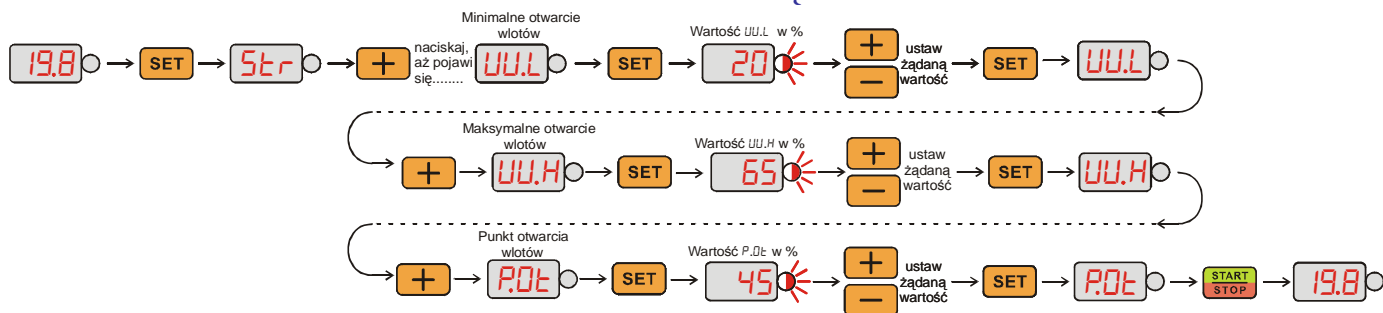 Minimalne otwarcie
wlotów
Wartość UU.L w %
19.8 SET Str + naciskaj,
aż pojawi
się........
UU.L SET 20 + − ustaw
żądaną
wartość
SET UU.L
Maksymalne otwarcie
wlotów
Wartość UU.H w %
+ UU.H SET 65 + − ustaw
żądaną
wartość
SET UU.H
Punkt otwarcia
wlotów
Wartość P.Ot w %
+ P.Ot SET 45 + − ustaw
żądaną
wartość
SET P.Ot START
STOP
19.8